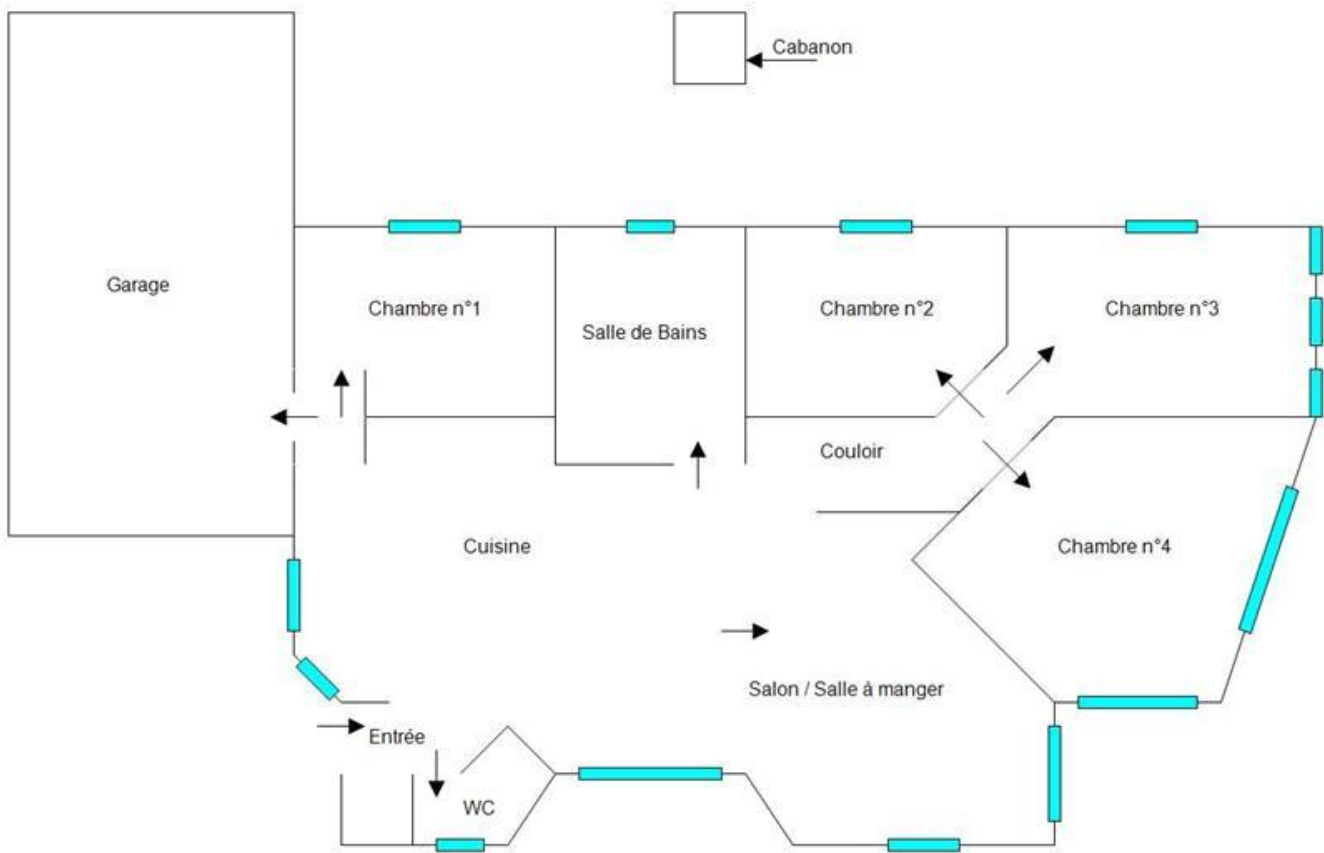 Cabanon
Garage
Chambre n°1
Salle de Bains
Chambre n°2
Chambre n°3
Couloir
Cuisine
Chambre n°4
Salon / Salle à manger
Entrée
WC